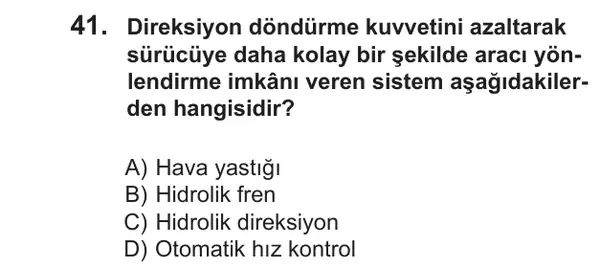 41. Direksiyon döndürme kuvvetini azaltarak
sürücüye daha kolay bir şekilde aracı yön-
lendirme imkânı veren sistem aşağıdakiler-
den hangisidir?
A) Hava yastığı
B) Hidrolik fren
C) Hidrolik direksiyon
D) Otomatik hız kontrol